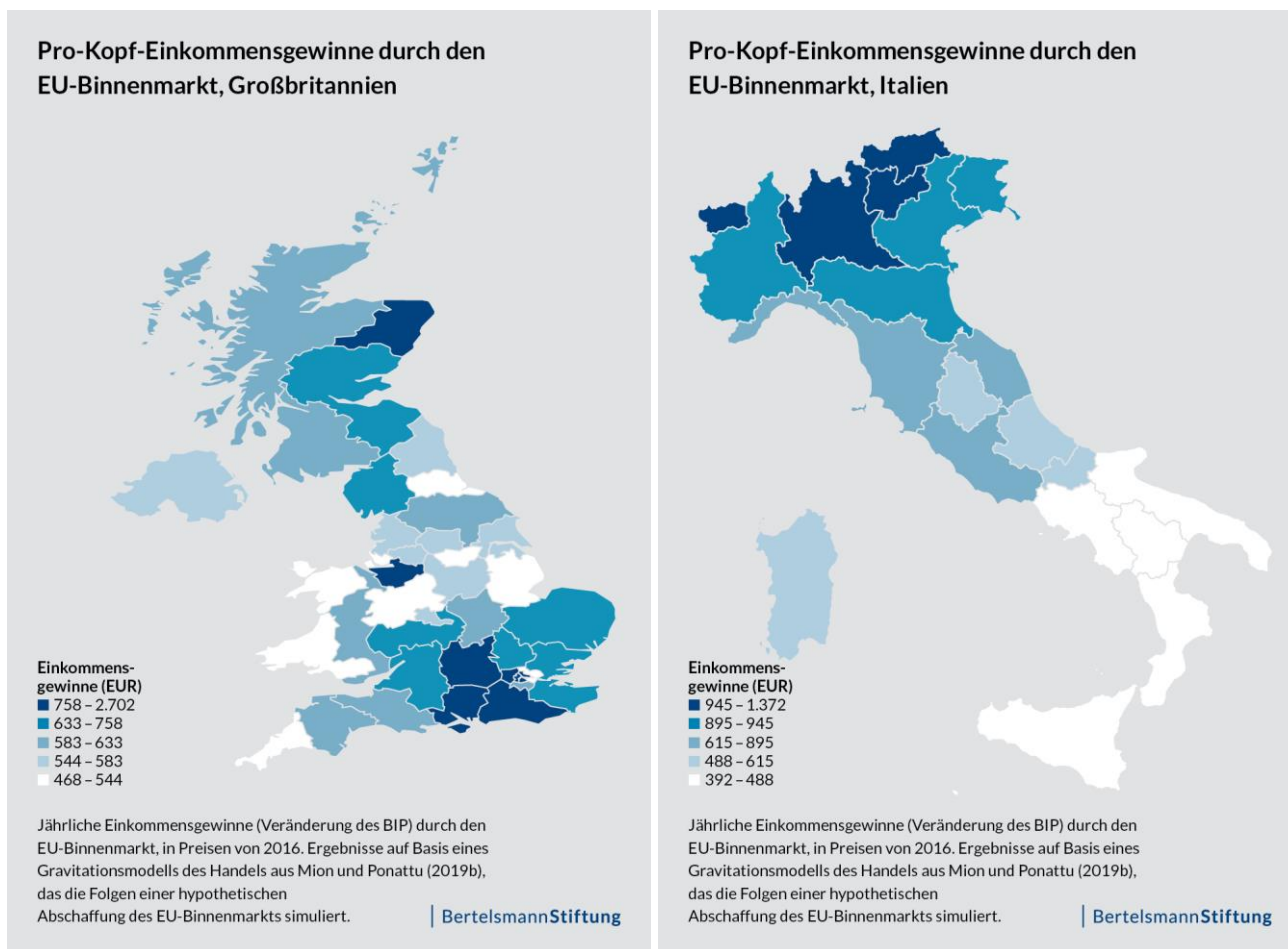 Pro-Kopf-Einkommensgewinne durch den
EU-Binnenmarkt, Großbritannien
Einkommens-
gewinne (EUR)
758 – 2.702
633 – 758
583 – 633
544 – 583
468 – 544
Jährliche Einkommensgewinne (Veränderung des BIP) durch den
EU-Binnenmarkt, in Preisen von 2016. Ergebnisse auf Basis eines
Gravitationsmodells des Handels aus Mion und Ponattu (2019b),
das die Folgen einer hypothetischen
Abschaffung des EU-Binnenmarkts simuliert.
BertelsmannStiftung
Pro-Kopf-Einkommensgewinne durch den
EU-Binnenmarkt, Italien
Einkommens-
gewinne (EUR)
945 – 1.372
895 – 945
615 – 895
488 – 615
392 – 488
Jährliche Einkommensgewinne (Veränderung des BIP) durch den
EU-Binnenmarkt, in Preisen von 2016. Ergebnisse auf Basis eines
Gravitationsmodells des Handels aus Mion und Ponattu (2019b),
das die Folgen einer hypothetischen
Abschaffung des EU-Binnenmarkts simuliert.
BertelsmannStiftung